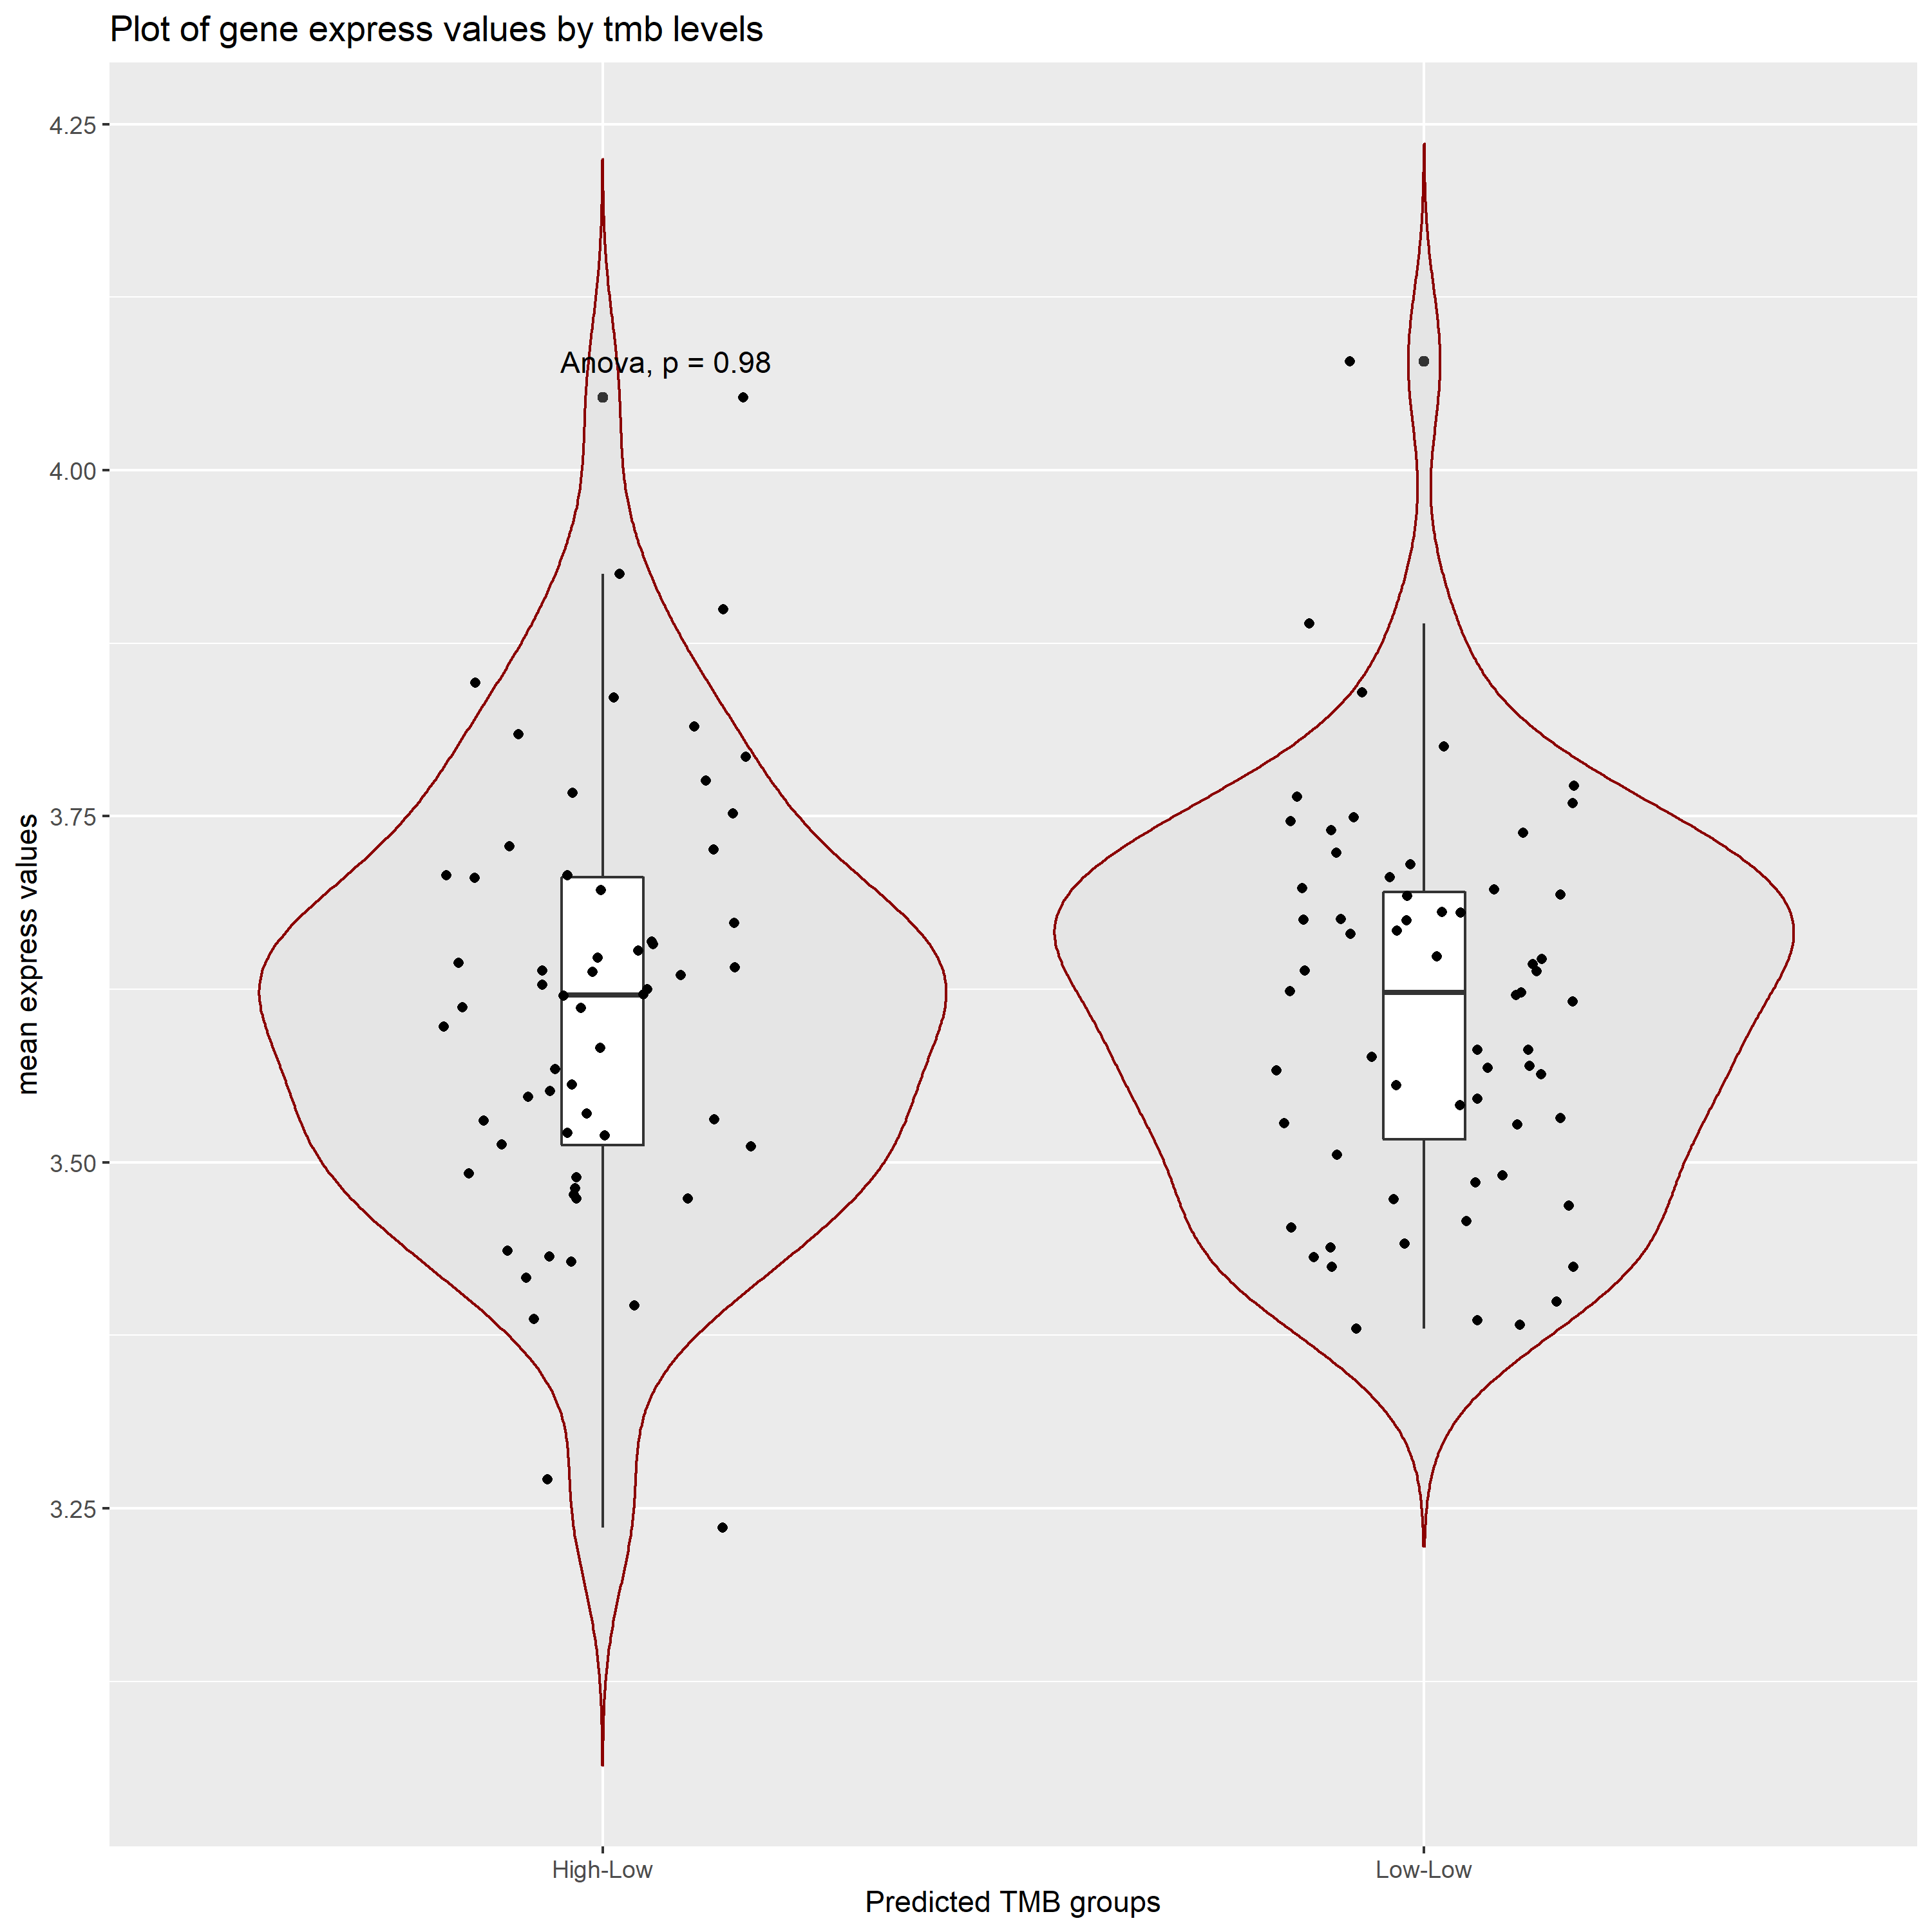 Plot of gene express values by tmb levels
mean express values
4.25
4.00
3.75
3.50
3.25
Anova, p = 0.98
High-Low
Low-Low
Predicted TMB groups